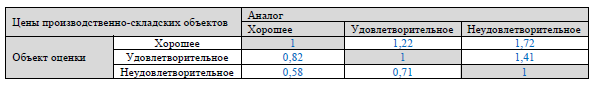 Цены производственно-складских объектов
Аналог
Хорошее Удовлетворительное Неудовлетворительное
Объект оценки
Хорошее 1 1,22 1,72
Удовлетворительное 0,82 1 1,41
Неудовлетворительное 0,58 0,71 1